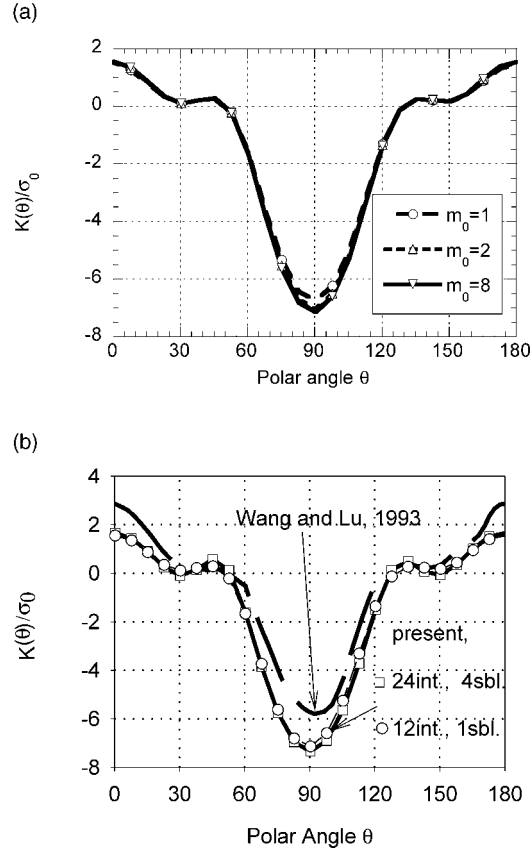 (a)
K(θ)/σ0
2
0
-2
-4
-6
-8
m0=1
m0=2
m0=8
0 30 60 90 120 150 180
Polar angle θ
(b)
K(θ)/σ0
4
2
0
-2
-4
-6
-8
Wang and Lu, 1993
present,
24int., 4sbl.
12int., 1sbl.
0 30 60 90 120 150 180
Polar Angle θ